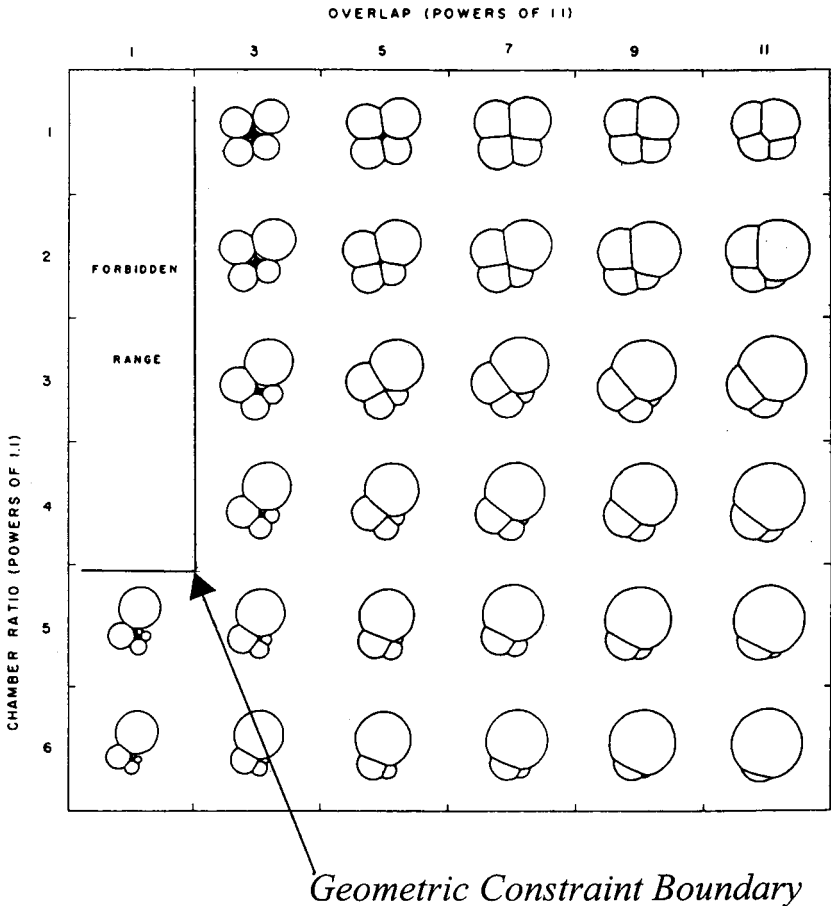 OVERLAP (POWERS OF 1.1)
1 3 5 7 9 11
1
2
FORBIDDEN
RANGE
3
4
5
6
CHAMBER RATIO (POWERS OF 1.1)
Geometric Constraint Boundary